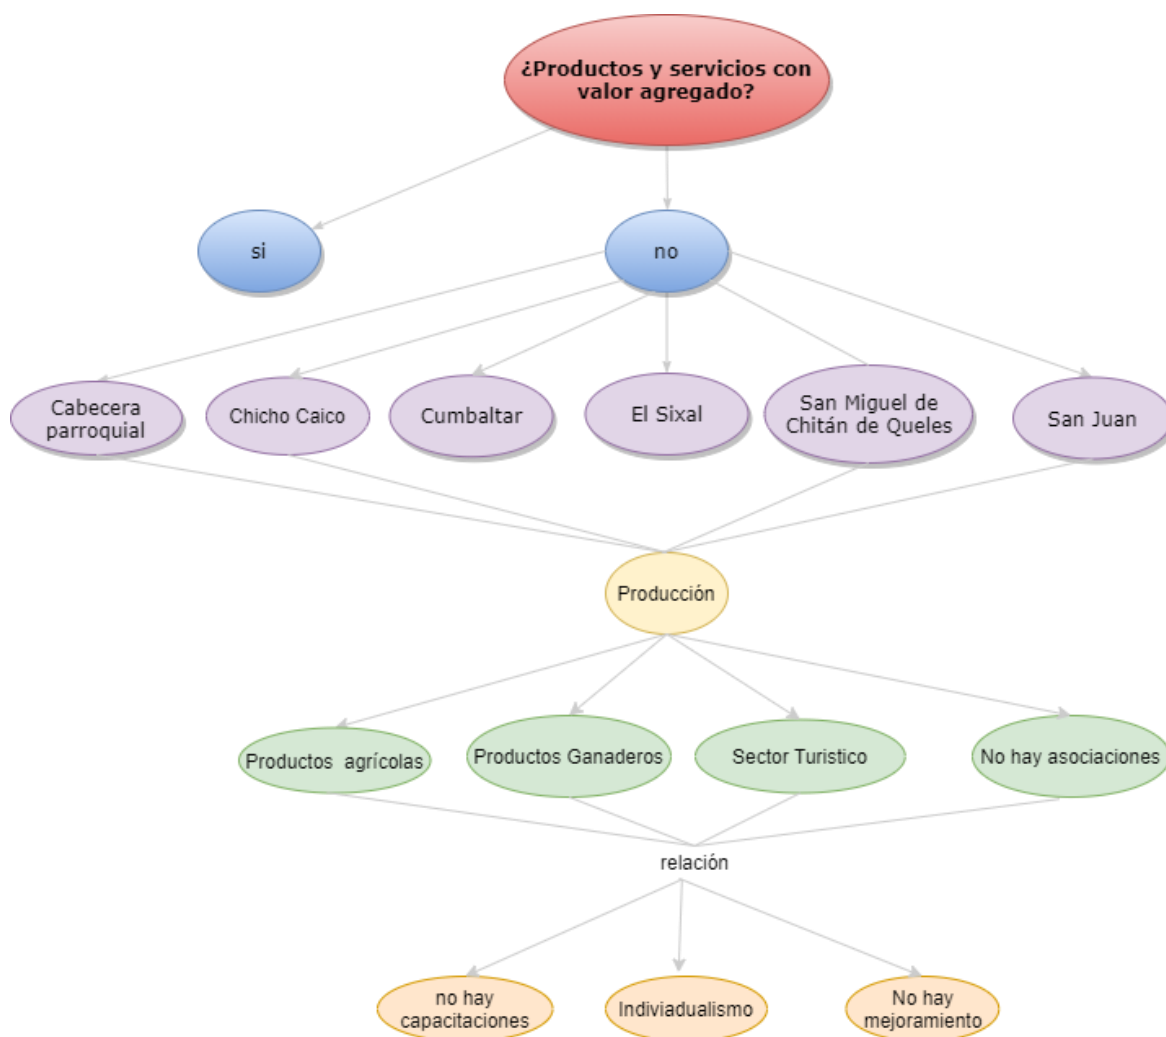 ¿Productos y servicios con
valor agregado?
si
no
Cabecera
parroquial
Chicho Caico
Cumbaltar
El Sixal
San Miguel de
Chitán de Queles
San Juan
Producción
Productos agrícolas
Productos Ganaderos
Sector Turistico
No hay asociaciones
relación
no hay
capacitaciones
Indiviadualismo
No hay
mejoramiento